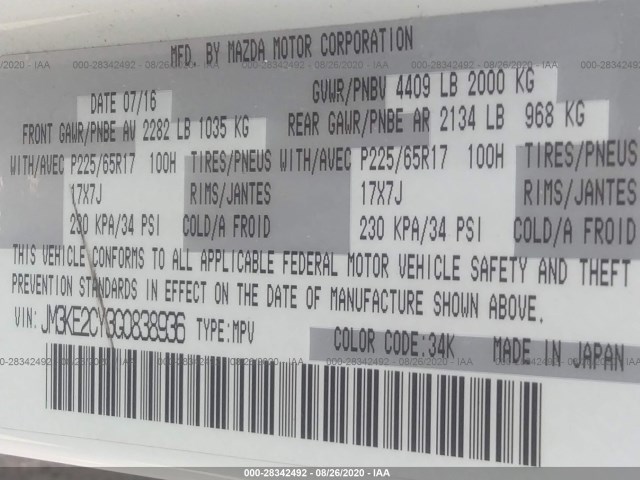 MFD. BY MAZDA MOTOR CORPORATION
DATE 07/16 GVWR/PNBV 4409 LB 2000 KG
FRONT GAWR/PNBE AV 2282 LB 1035 KG REAR GAWR/PNBE AR 2134 LB 968 KG
WITH/AVEC P225/65R17 100H TIRES/PNEUS WITH/AVEC P225/65R17 100H TIRES/PNEUS
17X7J RIMS/JANTES 17X7J RIMS/JANTES
230 KPA/34 PSI COLD/A FROID 230 KPA/34 PSI COLD/A FROID
THIS VEHICLE CONFORMS TO ALL APPLICABLE FEDERAL MOTOR VEHICLE SAFETY AND THEFT
PREVENTION STANDARDS IN EFFECT ON THE DATE OF MANUFACTURE SHOWN ABOVE.
VIN: JM3KE2CY3G0838936 TYPE:MPV COLOR CODE:34K MADE IN JAPAN
000-28342492 - 08/26/2020 - IAA